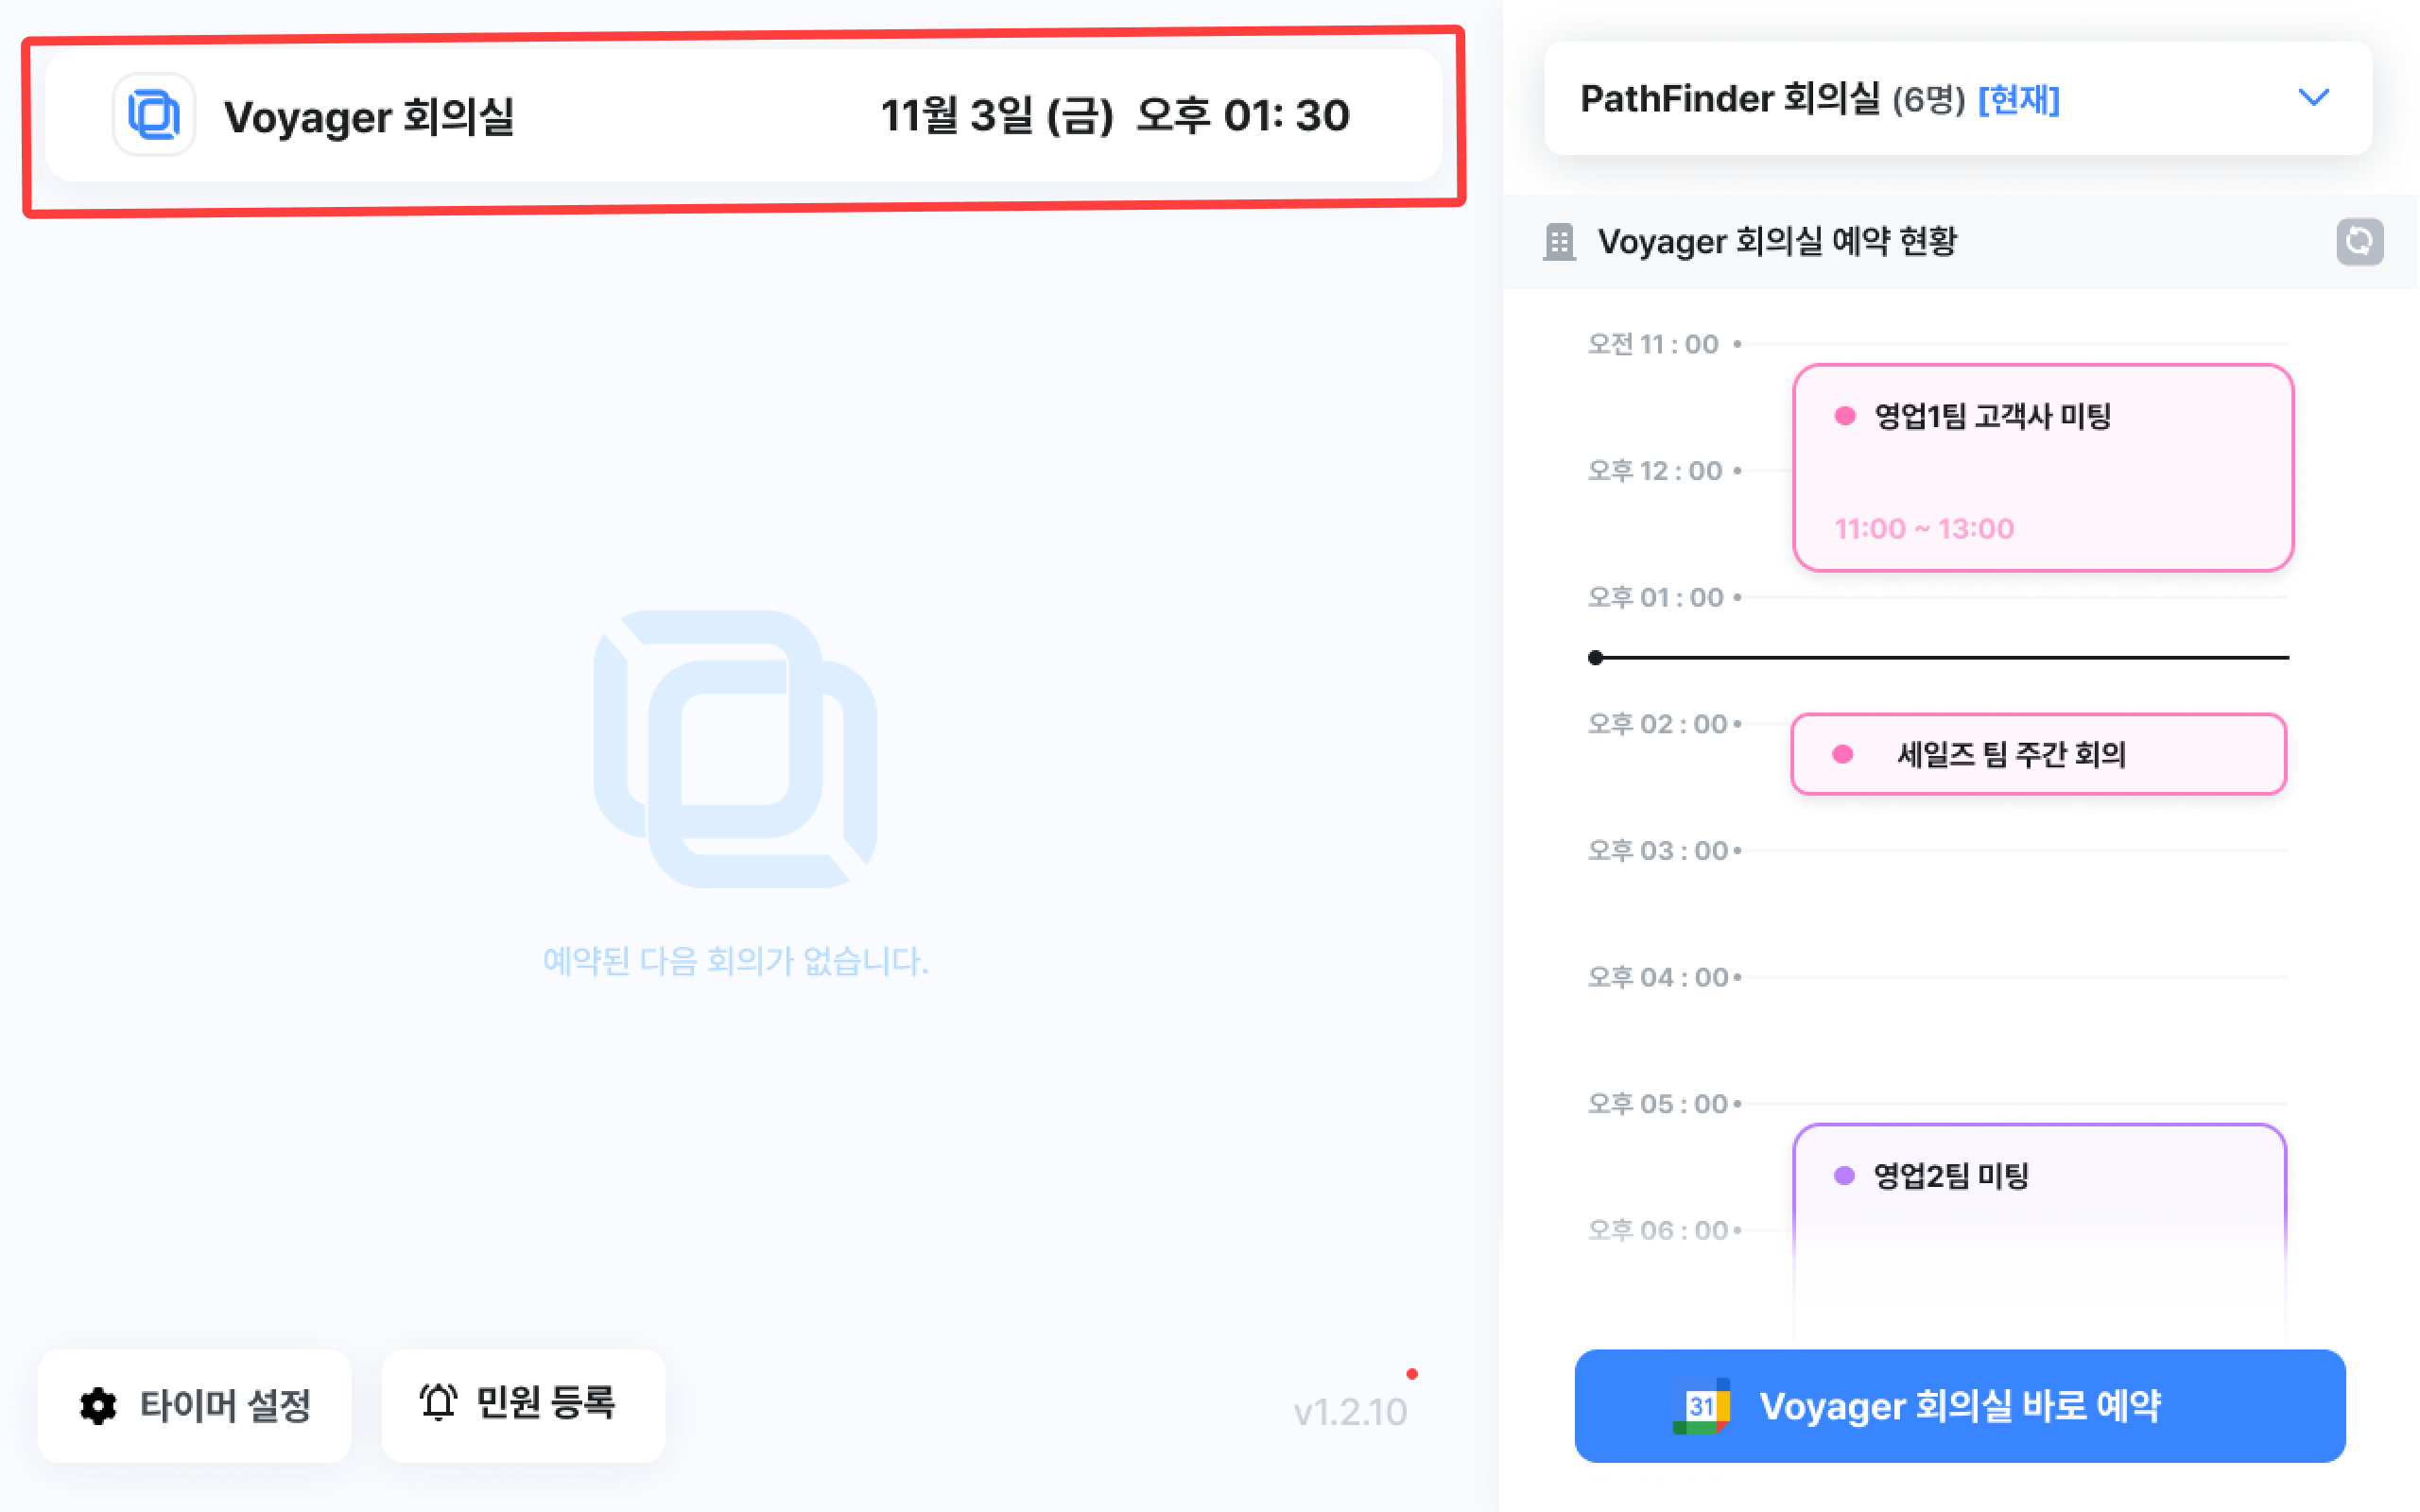 Voyager 회의실
11월 3일 (금) 오후 01: 30
예약된 다음 회의가 없습니다.
타이머 설정
민원 등록
v1.2.10
PathFinder 회의실 (6명) [현재]
Voyager 회의실 예약 현황
오전 11 : 00
영업1팀 고객사 미팅
오후 12 : 00
11:00 ~ 13:00
오후 01 : 00
오후 02 : 00
세일즈 팀 주간 회의
오후 03 : 00
오후 04 : 00
오후 05 : 00
영업2팀 미팅
오후 06 : 00
31
Voyager 회의실 바로 예약